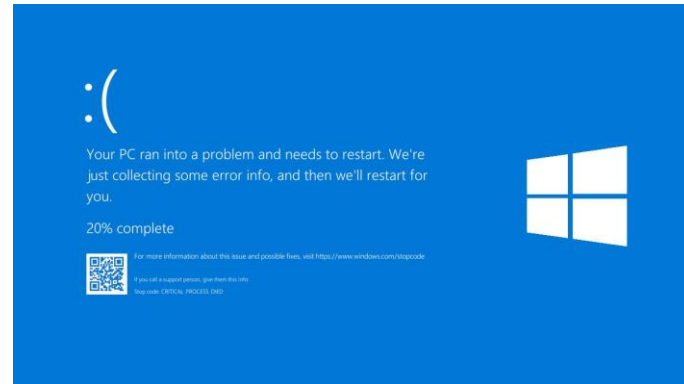 :(
Your PC ran into a problem and needs to restart. We're
just collecting some error info, and then we'll restart for
you.
20% complete
For more information about this issue and possible fixes, visit https://www.windows.com/stopcode
If you call a support person, give them this info:
Stop code: CRITICAL PROCESS DIED